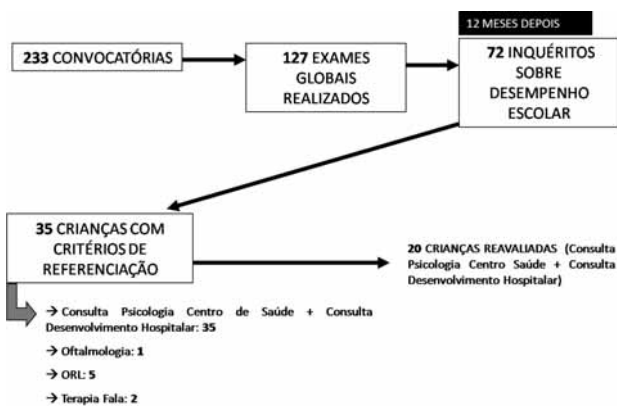 12 MESES DEPOIS
233 CONVOCATÓRIAS
127 EXAMES
GLOBAIS
REALIZADOS
72 INQUÉRITOS
SOBRE
DESEMPENHO
ESCOLAR
35 CRIANÇAS COM
CRITÉRIOS DE
REFERENCIAÇÃO
20 CRIANÇAS REAVALIADAS (Consulta
Psicologia Centro Saúde + Consulta
Desenvolvimento Hospitalar)
→ Consulta Psicologia Centro de Saúde + Consulta
Desenvolvimento Hospitalar: 35
→ Oftalmologia: 1
→ ORL: 5
→ Terapia Fala: 2